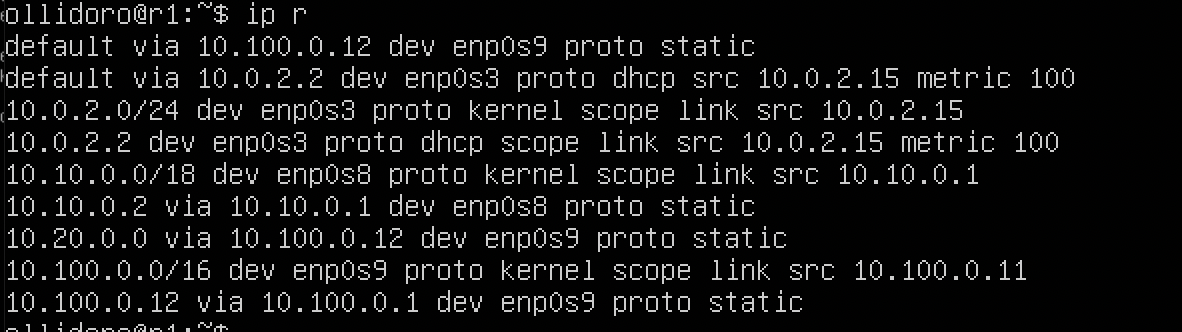 ollidoro@r1:~$ ip r
default via 10.100.0.12 dev enp0s9 proto static
default via 10.0.2.2 dev enp0s3 proto dhcp src 10.0.2.15 metric 100
10.0.2.0/24 dev enp0s3 proto kernel scope link src 10.0.2.15
10.0.2.2 dev enp0s3 proto dhcp scope link src 10.0.2.15 metric 100
10.10.0.0/18 dev enp0s8 proto kernel scope link src 10.10.0.1
10.10.0.2 via 10.10.0.1 dev enp0s8 proto static
10.20.0.0 via 10.100.0.12 dev enp0s9 proto static
10.100.0.0/16 dev enp0s9 proto kernel scope link src 10.100.0.11
10.100.0.12 via 10.100.0.1 dev enp0s9 proto static
ollidoro@r1:~$